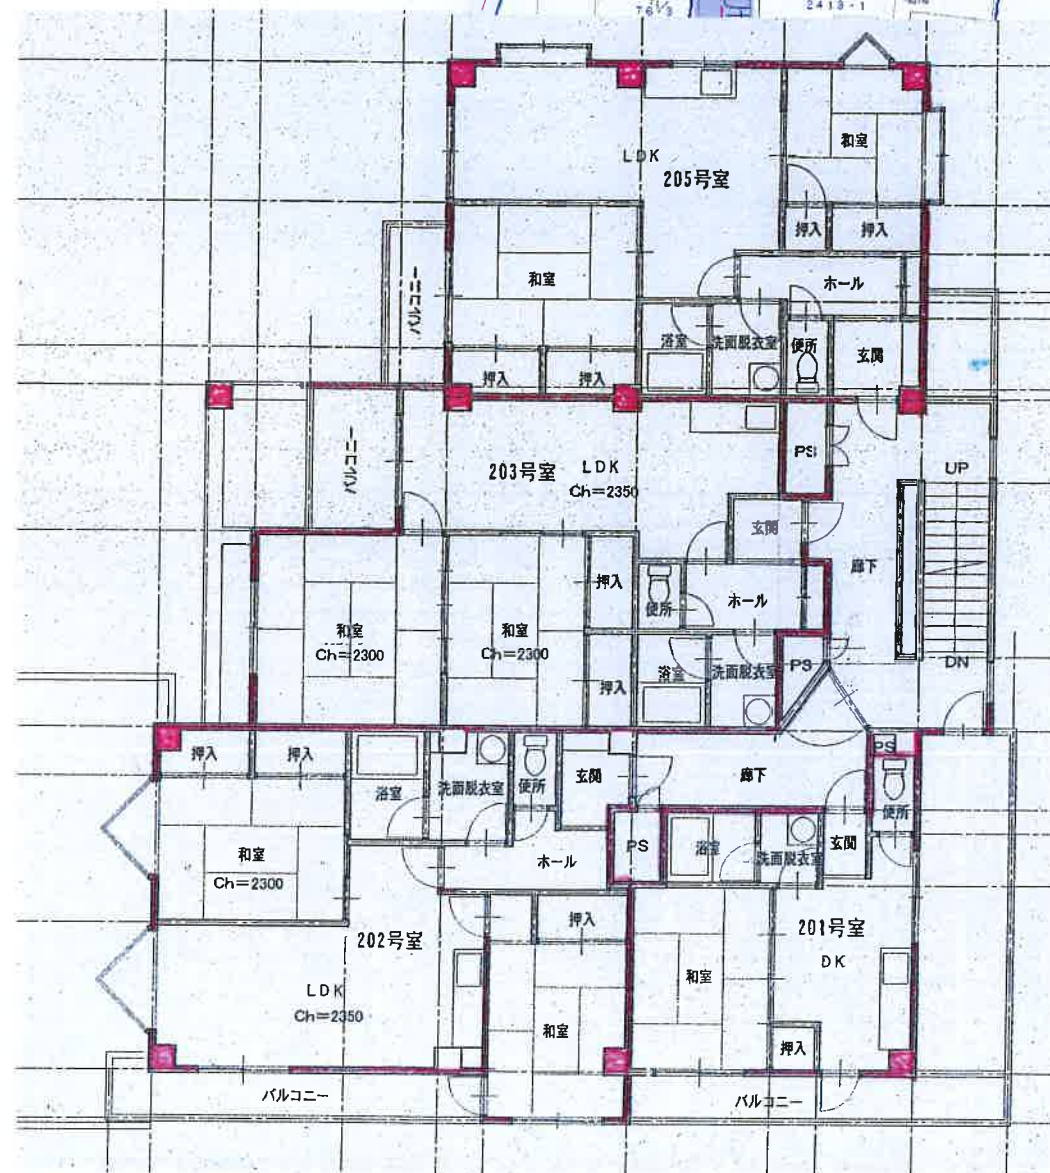 2413-1
和室
LDK
205号室
押入
押入
和室
ホール
バルコニー
浴室
洗面脱衣室
便所
玄関
押入
押入
バルコニー
203号室
LDK
Ch=2350
PS
UP
玄関
廊下
押入
便所
ホール
和室
Ch=2300
和室
Ch=2300
DN
PS
浴室
洗面脱衣室
押入
押入
押入
PS
浴室
洗面脱衣室
便所
玄関
廊下
便所
和室
Ch=2300
ホール
PS
浴室
洗面脱衣室
玄関
押入
202号室
201号室
DK
和室
LDK
Ch=2350
和室
押入
バルコニー
バルコニー